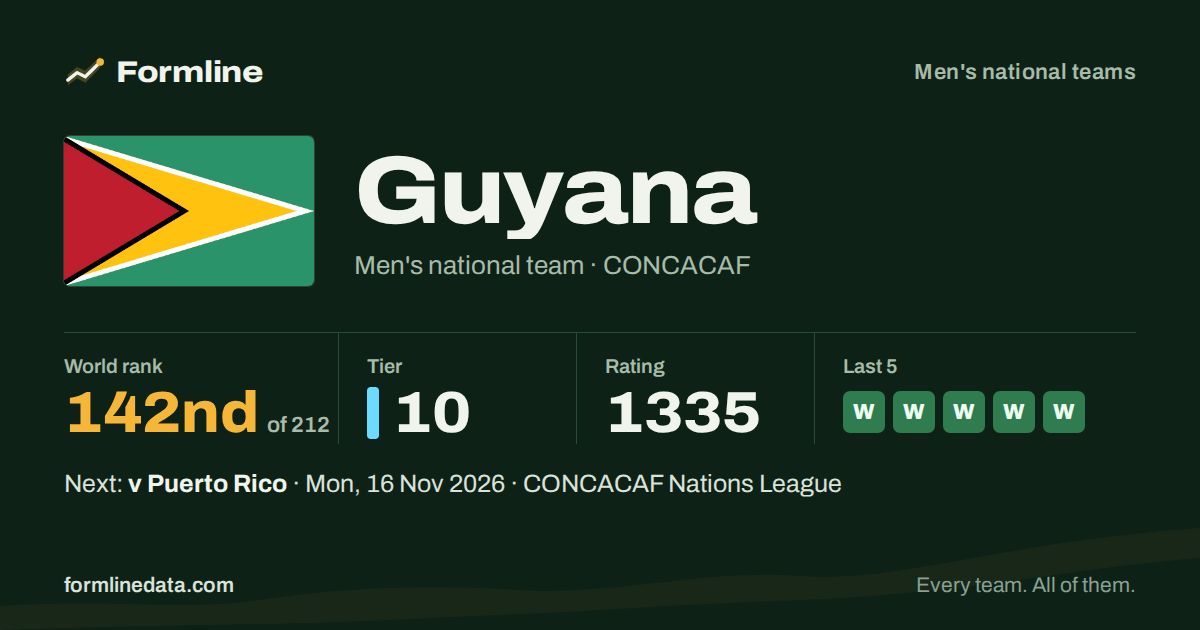 Formline
Men's national teams
Guyana
Men's national team · CONCACAF
World rank
142nd of 212
Tier
10
Rating
1335
Last 5
W W W W W
Next: v Puerto Rico · Mon, 16 Nov 2026 · CONCACAF Nations League
formlinedata.com
Every team. All of them.